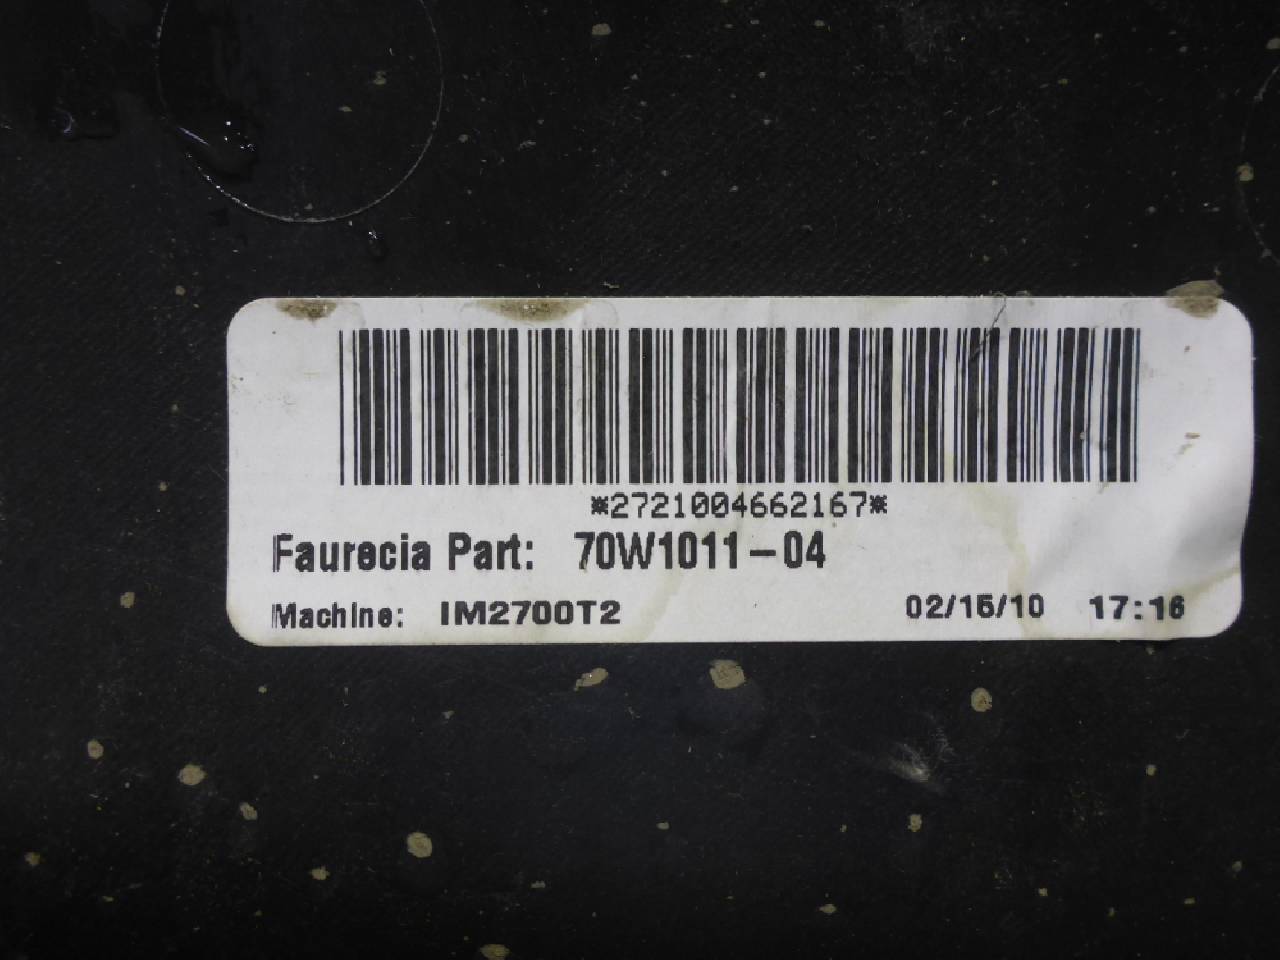 *2721004662167*
Faurecia Part: 70W1011-04
Machine: IM2700T2 02/15/10 17:16